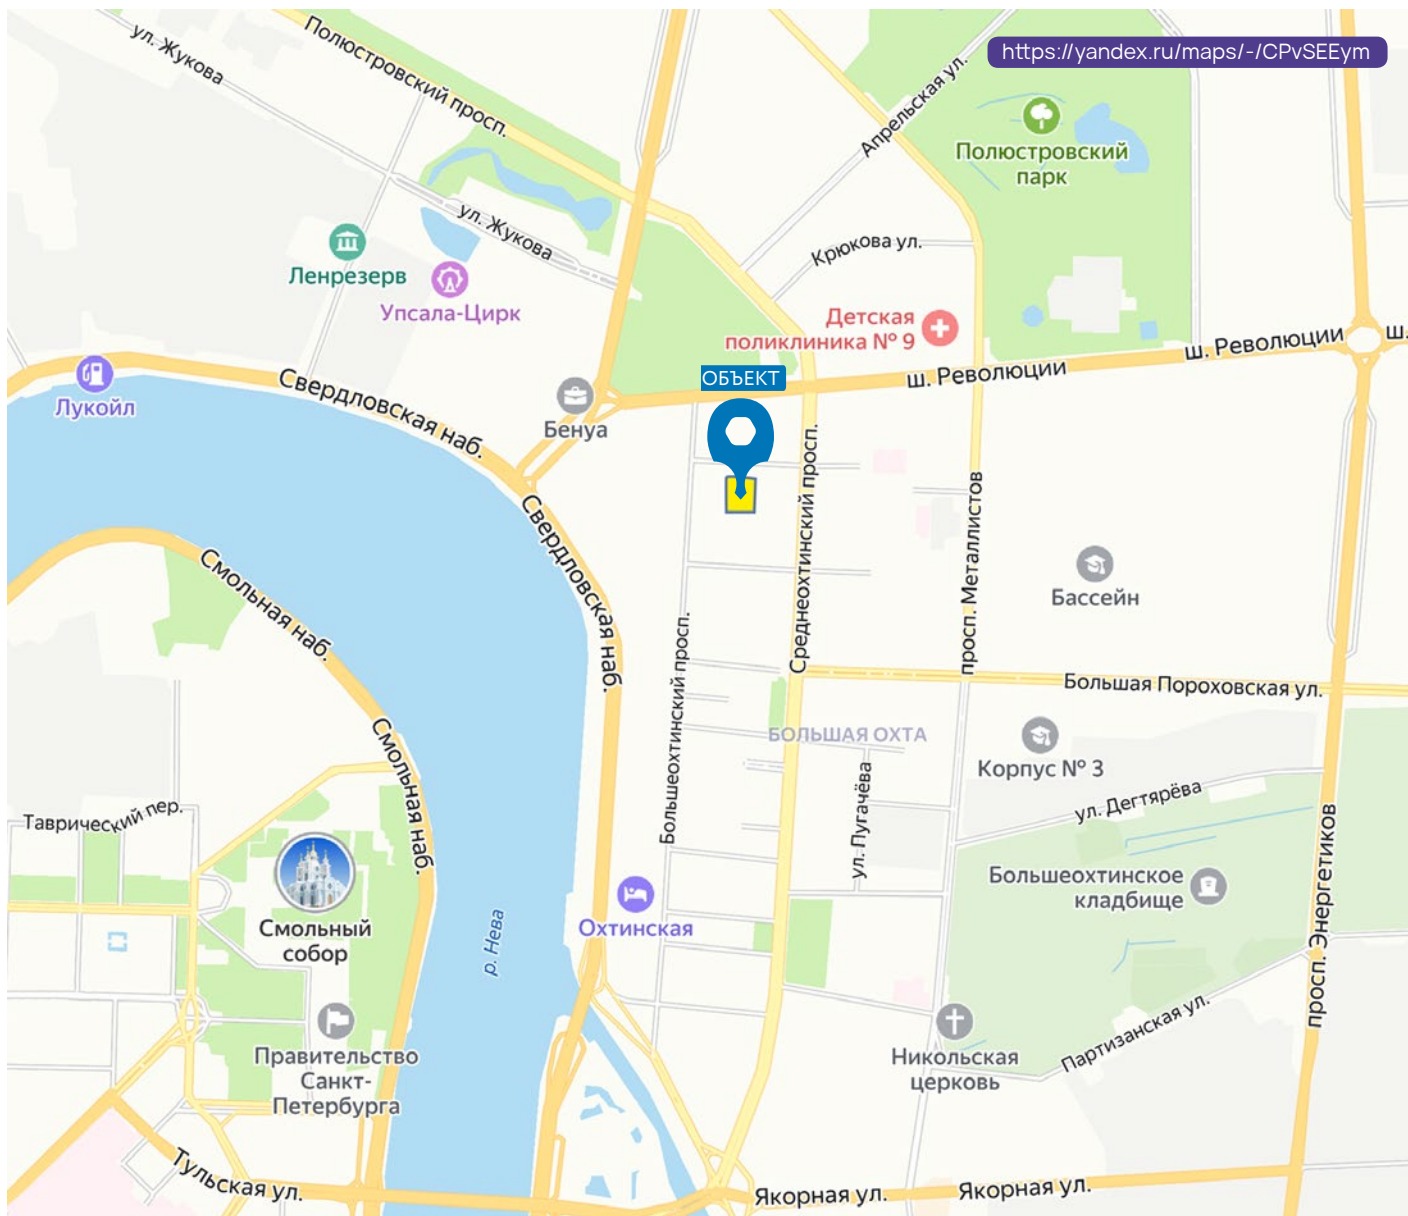 https://yandex.ru/maps/-/CPvSEEym
ул. Жукова
Полюстровский просп.
Апрельская ул.
Полюстровский
парк
ул. Жукова
Крюкова ул.
Ленрезерв
Упсала-Цирк
Детская
поликлиника № 9
ш. Революции
ш.
ш. Революции
ОБЪЕКТ
Лукойл
Свердловская наб.
Бенуа
Среднеохтинский просп.
просп. Металлистов
Свердловская наб.
Смольная наб.
Бассейн
Большеохтинский просп.
Большая Пороховская ул.
Смольная наб.
БОЛЬШАЯ ОХТА
Корпус № 3
ул. Пугачёва
ул. Дегтярёва
Таврический пер.
просп. Энергетиков
Большеохтинское
кладбище
Смольный
собор
Охтинская
р. Нева
Правительство
Санкт-
Петербурга
Никольская
церковь
Партизанская ул.
Тульская ул.
Якорная ул.
Якорная ул.